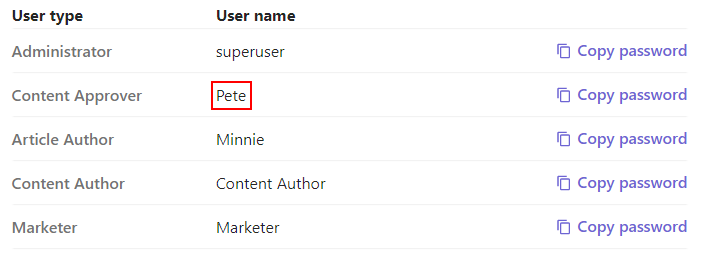 User type User name
Administrator superuser Copy password
Content Approver Pete Copy password
Article Author Minnie Copy password
Content Author Content Author Copy password
Marketer Marketer Copy password